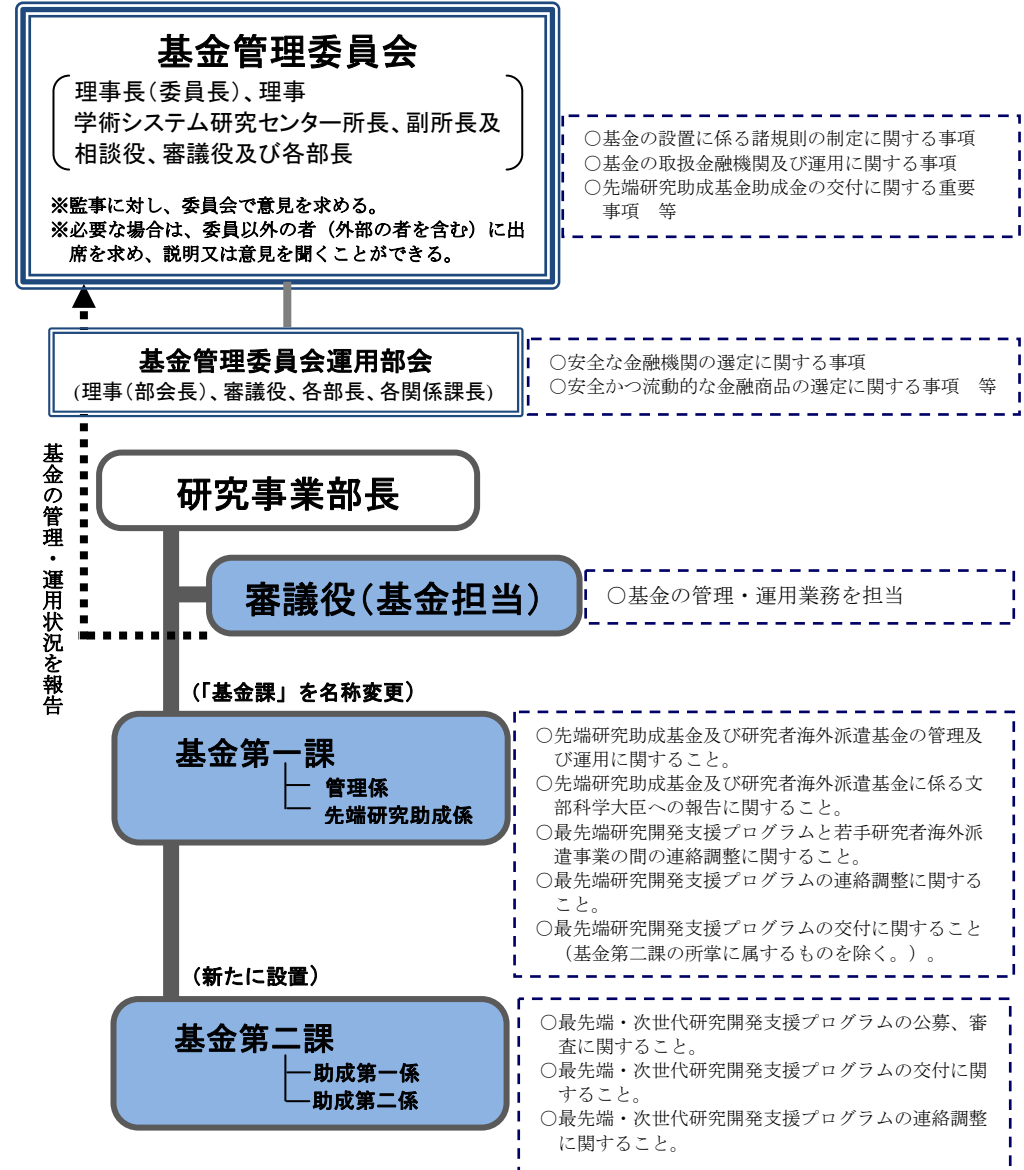 基金管理委員会
理事長（委員長）、理事
学術システム研究センター所長、副所長及
相談役、審議役及び各部長
※監事に対し、委員会で意見を求める。
※必要な場合は、委員以外の者（外部の者を含む）に出
席を求め、説明又は意見を聞くことができる。
○基金の設置に係る諸規則の制定に関する事項
○基金の取扱金融機関及び運用に関する事項
○先端研究助成基金助成金の交付に関する重要
事項　等
基金管理委員会運用部会
(理事（部会長）、審議役、各部長、各関係課長)
○安全な金融機関の選定に関する事項
○安全かつ流動的な金融商品の選定に関する事項　等
基金の管理・運用状況を報告
研究事業部長
審議役（基金担当）
○基金の管理・運用業務を担当
（「基金課」を名称変更）
基金第一課
管理係
先端研究助成係
○先端研究助成基金及び研究者海外派遣基金の管理及
び運用に関すること。
○先端研究助成基金及び研究者海外派遣基金に係る文
部科学大臣への報告に関すること。
○最先端研究開発支援プログラムと若手研究者海外派
遣事業の間の連絡調整に関すること。
○最先端研究開発支援プログラムの連絡調整に関する
こと。
○最先端研究開発支援プログラムの交付に関すること
（基金第二課の所掌に属するものを除く。）。
（新たに設置）
基金第二課
助成第一係
助成第二係
○最先端・次世代研究開発支援プログラムの公募、審
査に関すること。
○最先端・次世代研究開発支援プログラムの交付に関
すること。
○最先端・次世代研究開発支援プログラムの連絡調整
に関すること。